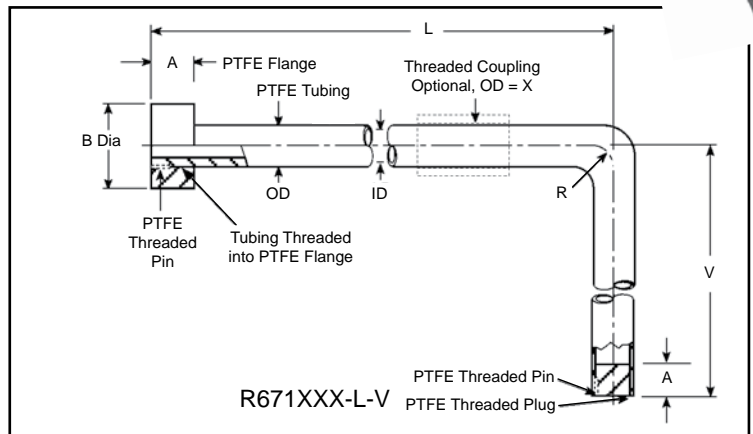 L
A
PTFE Flange
Threaded Coupling
Optional, OD = X
PTFE Tubing
B Dia
OD
ID
R
PTFE
Threaded
Pin
Tubing Threaded
into PTFE Flange
V
A
PTFE Threaded Pin
R671XXX-L-V
PTFE Threaded Plug